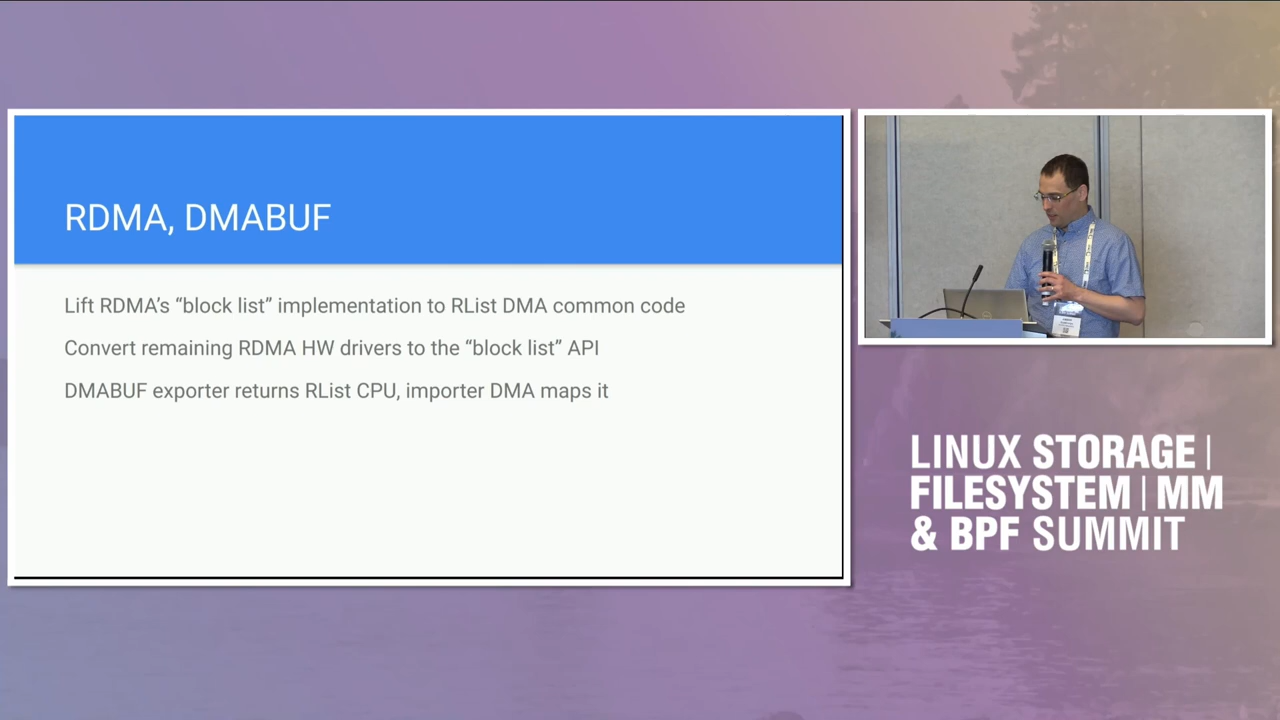 RDMA, DMABUF
Lift RDMA’s “block list” implementation to RList DMA common code
Convert remaining RDMA HW drivers to the “block list” API
DMABUF exporter returns RList CPU, importer DMA maps it
LINUX STORAGE |
FILESYSTEM | MM
& BPF SUMMIT